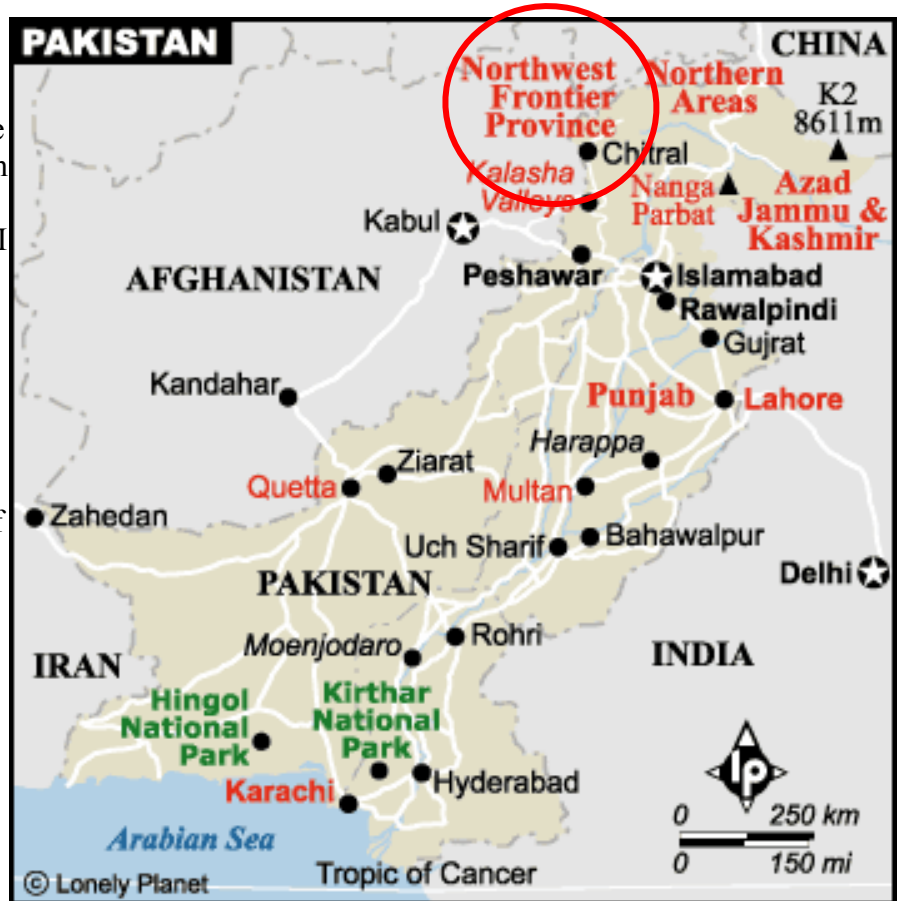 PAKISTAN
CHINA
Northwest
Frontier
Province
Northern
Areas
K2
8611m
e
n
Chitral
Kalasha
Valleys
Nanga
Parbat
Azad
Jammu &
Kashmir
I
Kabul
AFGHANISTAN
Peshawar
Islamabad
Rawalpindi
Gujrat
Kandahar
Punjab
Lahore
Harappa
Ziarat
Quetta
Multan
f
Zahedan
Uch Sharif
Bahawalpur
Delhi
PAKISTAN
Rohri
Moenjodaro
IRAN
INDIA
Hingol
National
Park
Kirthar
National
Park
Hyderabad
Karachi
lp
0 250 km
0 150 mi
Arabian Sea
Tropic of Cancer
© Lonely Planet